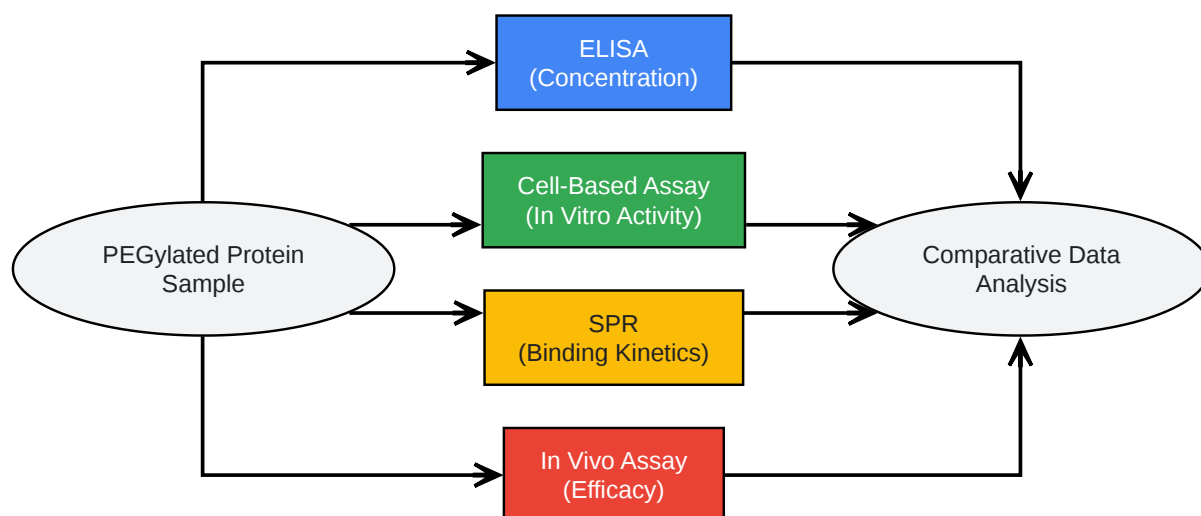 ELISA
(Concentration)
Cell-Based Assay
(In Vitro Activity)
PEGylated Protein
Sample
Comparative Data
Analysis
SPR
(Binding Kinetics)
In Vivo Assay
(Efficacy)